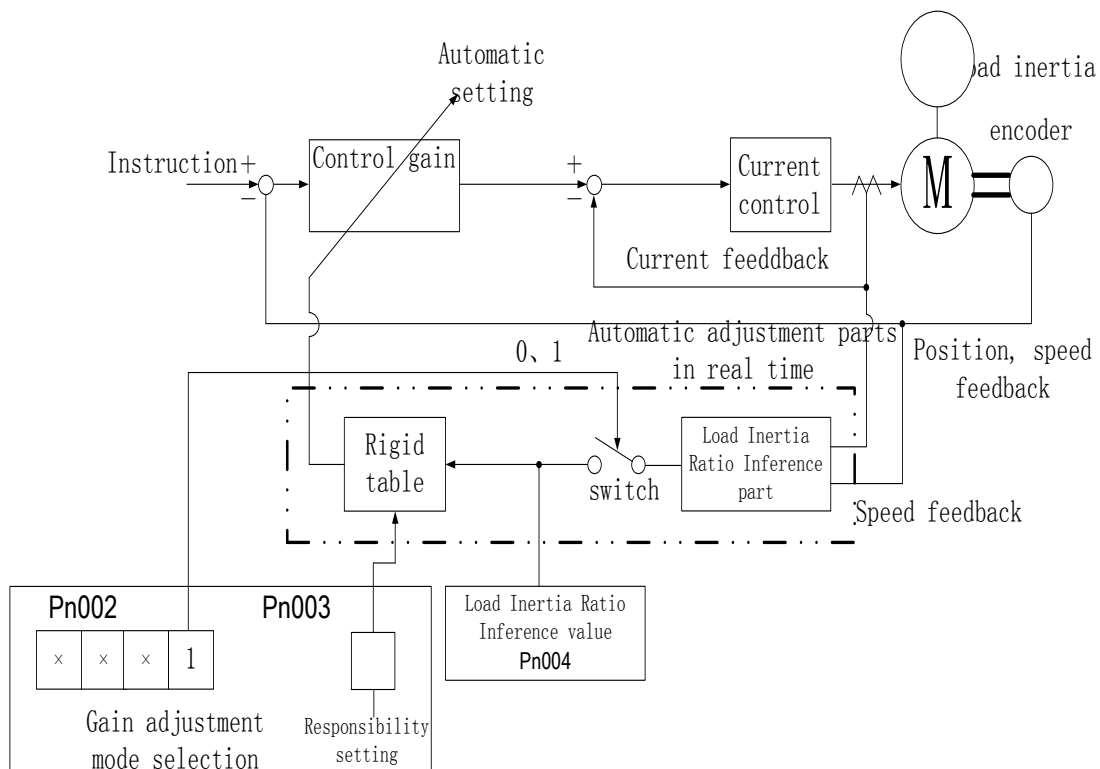 Automatic
setting
oad inertia
encoder
Instruction
+
−
Control gain
+
−
Current
control
M
Current feeddback
Automatic adjustment parts
in real time
0、1
Position, speed
feedback
Rigid
table
switch
Load Inertia
Ratio Inference
part
Speed feedback
Pn002
Pn003
× × × 1
Gain adjustment
mode selection
Responsibility
setting
Load Inertia Ratio
Inference value
Pn004